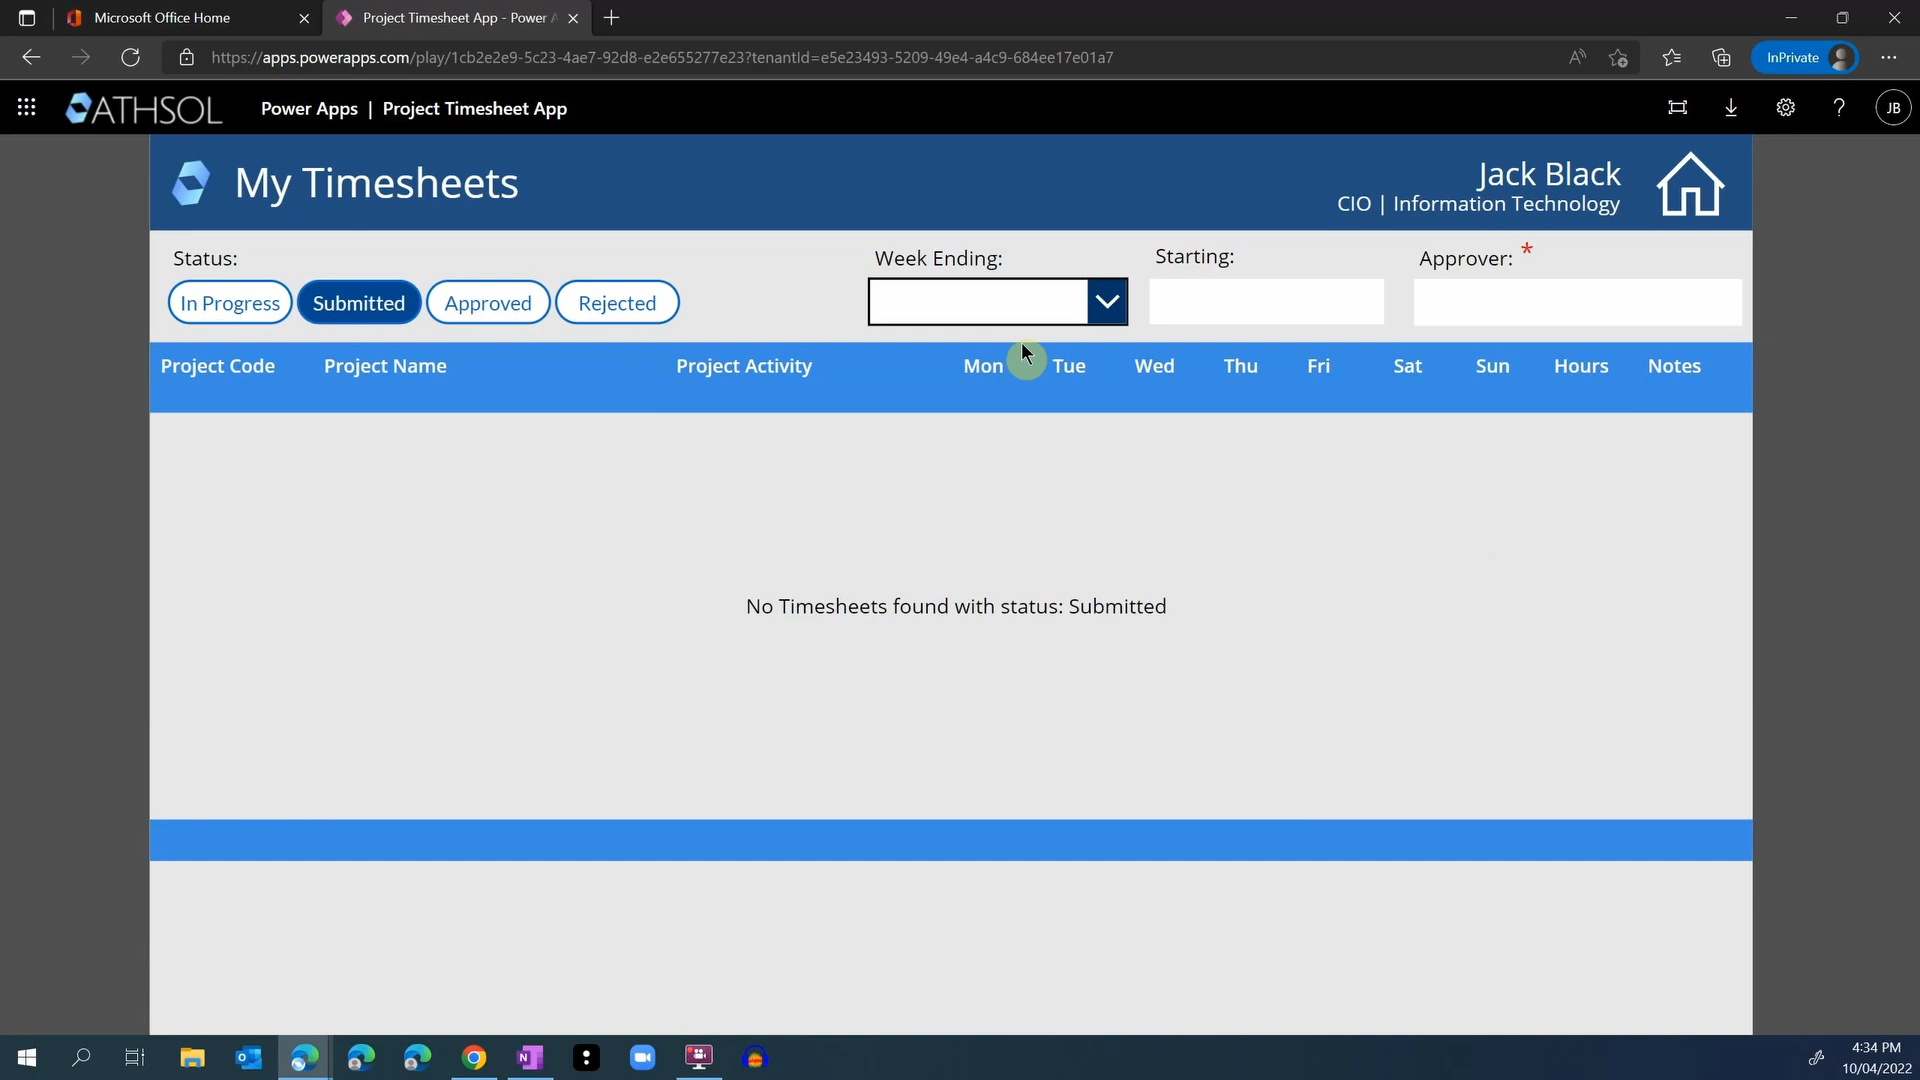 Microsoft Office Home
Project Timesheet App - Power A
https://apps.powerapps.com/play/1cb2e2e9-5c23-4ae7-92d8-e2e655277e23?tenantId=e5e23493-5209-49e4-a4c9-684ee17e01a7
InPrivate
ATHSOL
Power Apps | Project Timesheet App
JB
My Timesheets
Jack Black
CIO | Information Technology
Status:
Week Ending:
Starting:
Approver: *
In Progress
Submitted
Approved
Rejected
Project Code
Project Name
Project Activity
Mon
Tue
Wed
Thu
Fri
Sat
Sun
Hours
Notes
No Timesheets found with status: Submitted
4:34 PM
10/04/2022